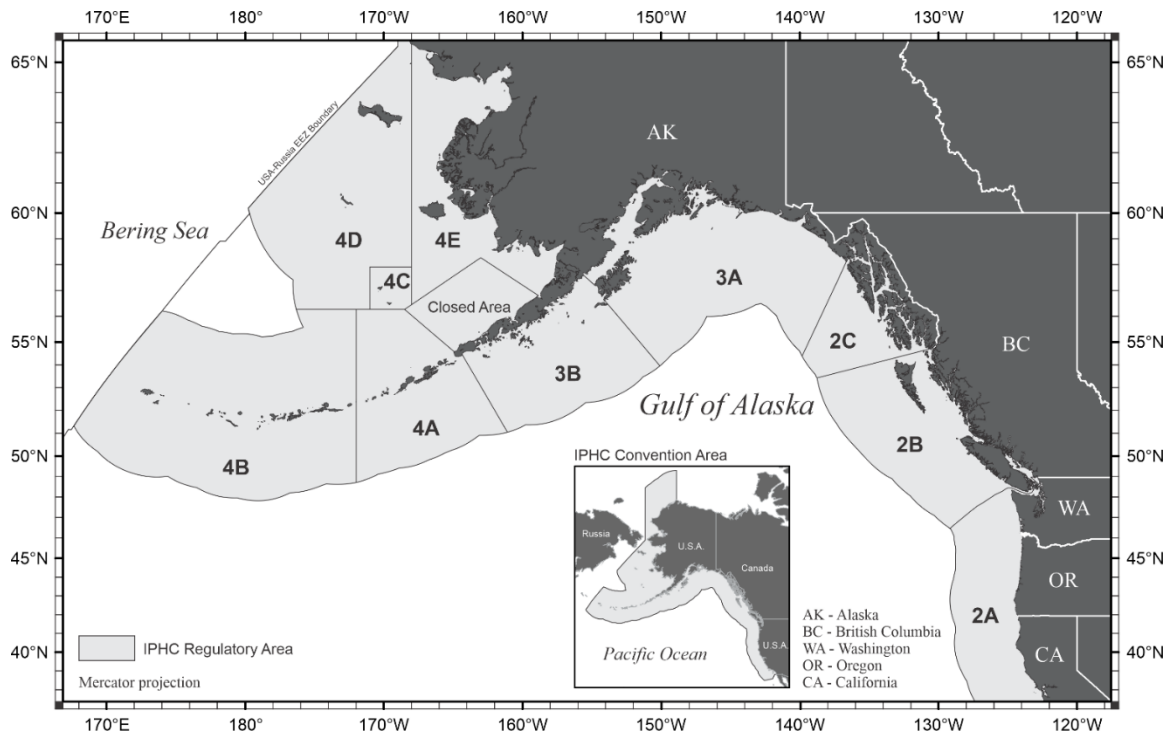 170°E 180° 170°W 160°W 150°W 140°W 130°W 120°W
65°N 65°N
USA-Russia EEZ Boundary
AK
60°N 60°N
Bering Sea
4D
4E
4C
3A
Closed Area
55°N 55°N
2C
BC
3B
Gulf of Alaska
4A
2B
50°N 50°N
4B
IPHC Convention Area
WA
Russia
U.S.A.
Canada
45°N 45°N
OR
AK - Alaska
2A
BC - British Columbia
IPHC Regulatory Area
U.S.A.
WA - Washington
Pacific Ocean
CA
40°N 40°N
OR - Oregon
Mercator projection
CA - California
170°E 180° 170°W 160°W 150°W 140°W 130°W 120°W